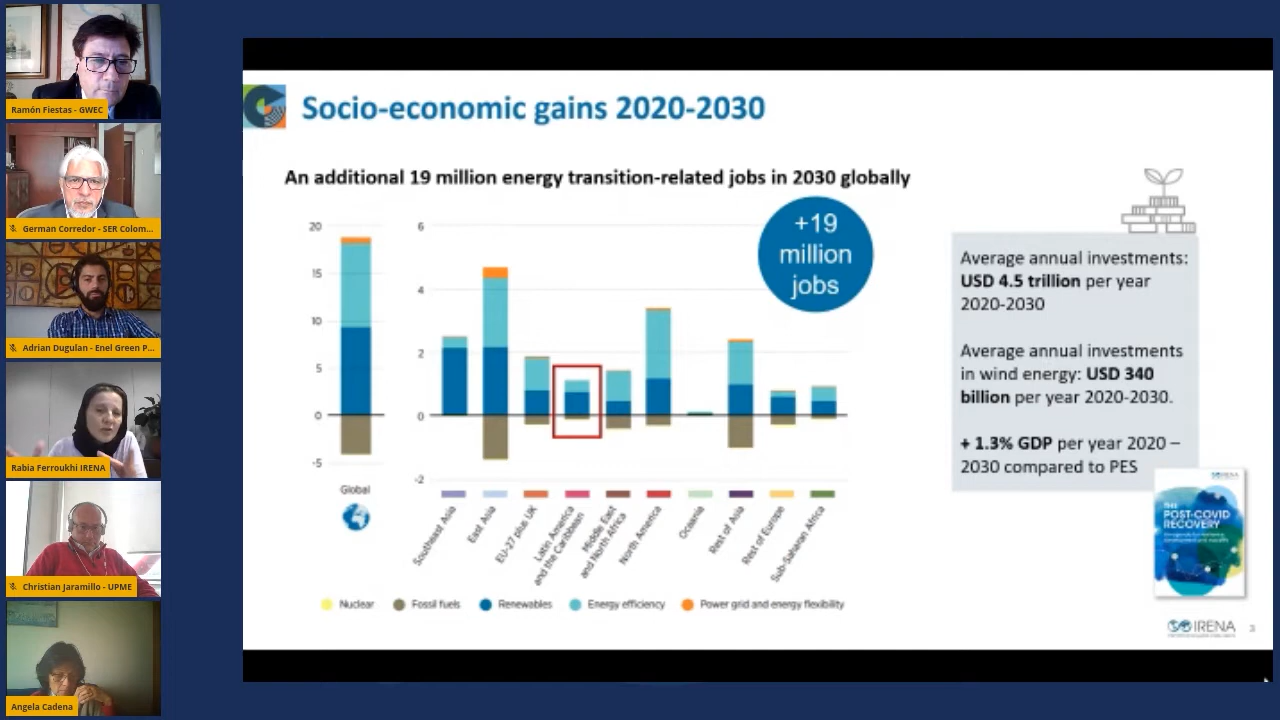 Ramón Fiestas - GWEC
German Corredor - SER Colom...
Adrian Dugulan - Enel Green P...
Rabia Ferroukhi IRENA
Christian Jaramillo - UPME
Angela Cadena
Socio-economic gains 2020-2030
An additional 19 million energy transition-related jobs in 2030 globally
+19
million
jobs
20
15
10
5
0
-5
6
4
2
0
-2
Global
Southeast Asia
East Asia
EU-27 plus UK
Latin America
and the Caribbean
Middle East
and North Africa
North America
Oceania
Rest of Asia
Rest of Europe
Sub-Saharan Africa
Nuclear
Fossil fuels
Renewables
Energy efficiency
Power grid and energy flexibility
Average annual investments:
USD 4.5 trillion per year
2020-2030
Average annual investments
in wind energy: USD 340
billion per year 2020-2030.
+ 1.3% GDP per year 2020 –
2030 compared to PES
THE
POST-COVID
RECOVERY
IRENA
3